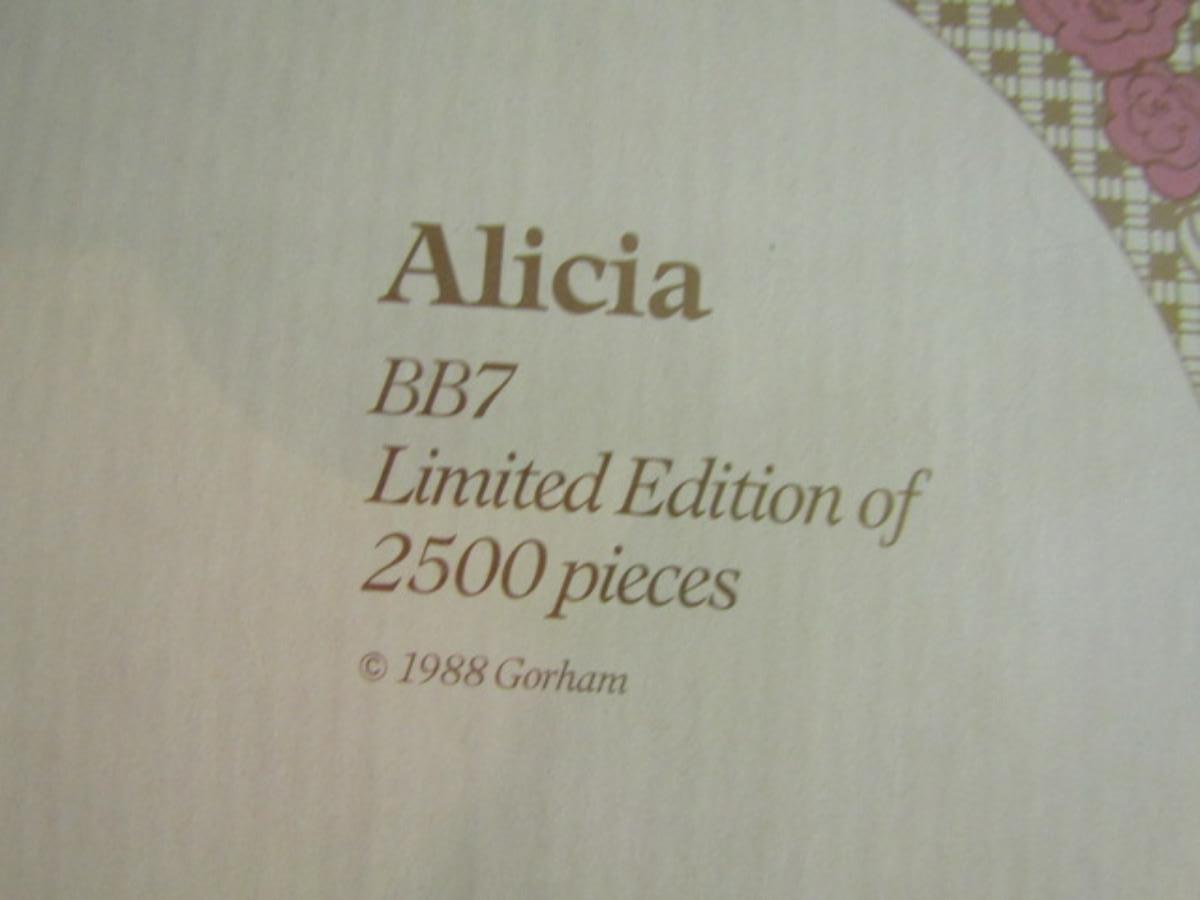 Alicia
BB7
Limited Edition of
2500 pieces
© 1988 Gorham